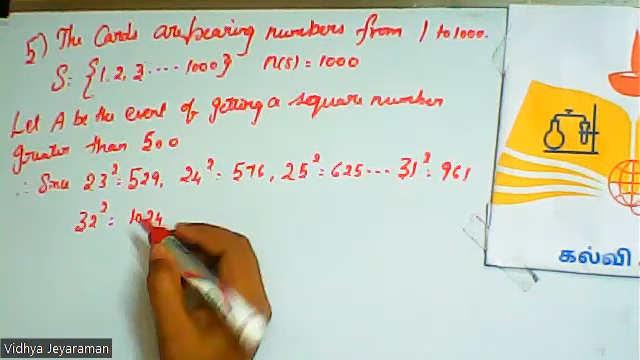 5) The Cards are bearing numbers from 1 to 1000.
S = {1, 2, 3 ---- 1000} n(s) = 1000
Let A be the event of getting a square number
greater than 500
∴ Since 23² = 529, 24² = 576, 25² = 625 --- 31² = 961
32² = 1024
கல்வி
Vidhya Jeyaraman